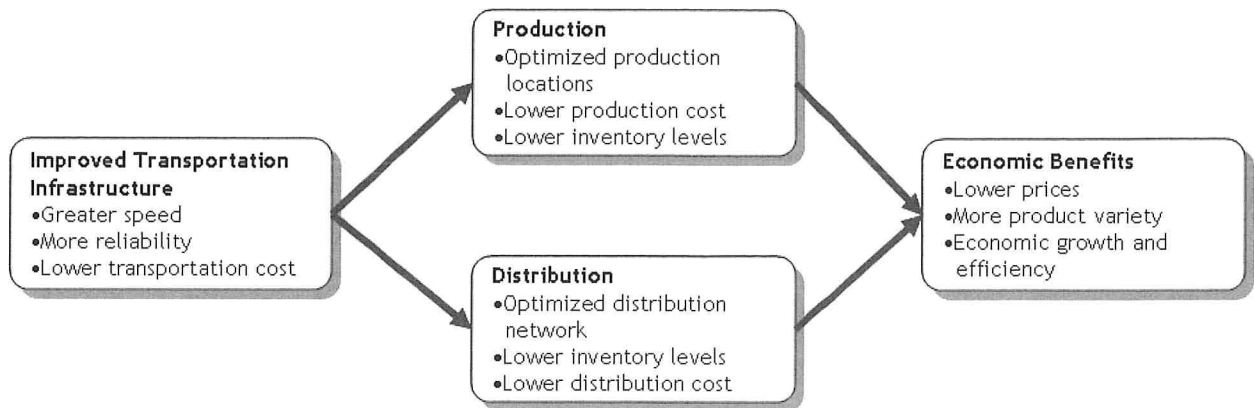 Improved Transportation
Infrastructure
•Greater speed
•More reliability
•Lower transportation cost
Production
•Optimized production
locations
•Lower production cost
•Lower inventory levels
Distribution
•Optimized distribution
network
•Lower inventory levels
•Lower distribution cost
Economic Benefits
•Lower prices
•More product variety
•Economic growth and
efficiency